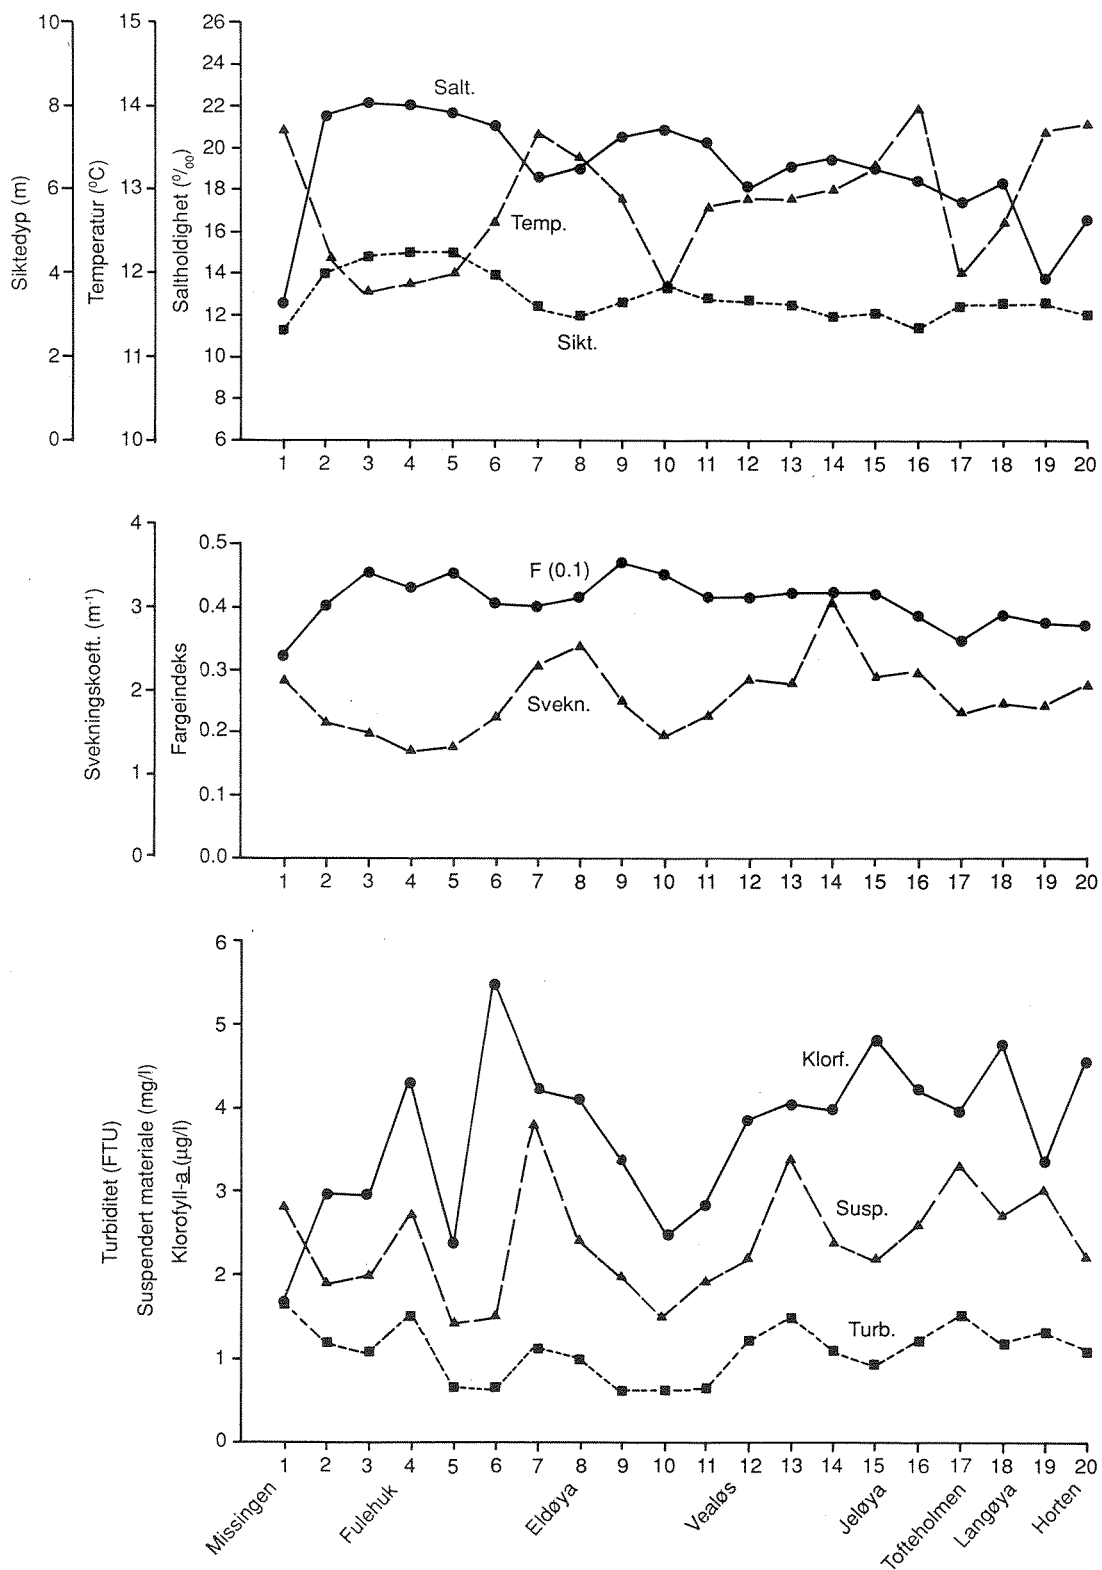 Siktedyp (m)
10
8
6
4
2
0
Temperatur (⁰C)
15
14
13
12
11
10
Saltholdighet (⁰/₀₀)
26
24
22
20
18
16
14
12
10
8
6
Salt.
Temp.
Sikt.
1 2 3 4 5 6 7 8 9 10 11 12 13 14 15 16 17 18 19 20
Svekningskoeft. (m⁻¹)
4
3
2
1
0
Fargeindeks
0.5
0.4
0.3
0.2
0.1
0.0
F (0.1)
Svekn.
1 2 3 4 5 6 7 8 9 10 11 12 13 14 15 16 17 18 19 20
Turbiditet (FTU)
Suspendert materiale (mg/l)
Klorofyll-a (µg/l)
6
5
4
3
2
1
0
Klorf.
Susp.
Turb.
1 2 3 4 5 6 7 8 9 10 11 12 13 14 15 16 17 18 19 20
Missingen
Fulehuk
Eldøya
Vealøs
Jeløya
Tofteholmen
Langøya
Horten